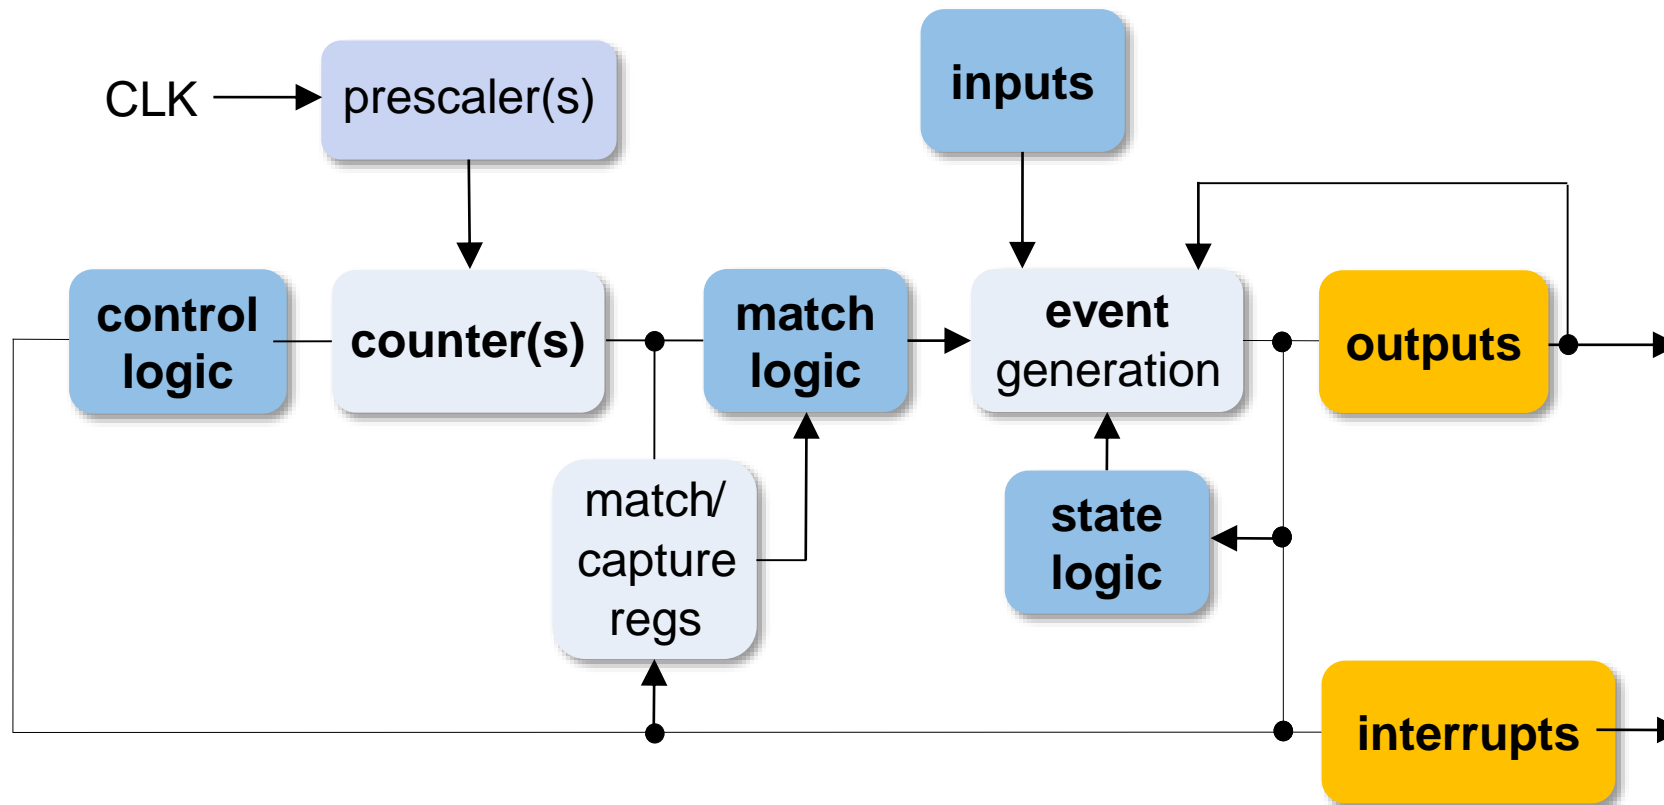 CLK
prescaler(s)
inputs
control
logic
counter(s)
match
logic
event
generation
outputs
match/
capture
regs
state
logic
interrupts